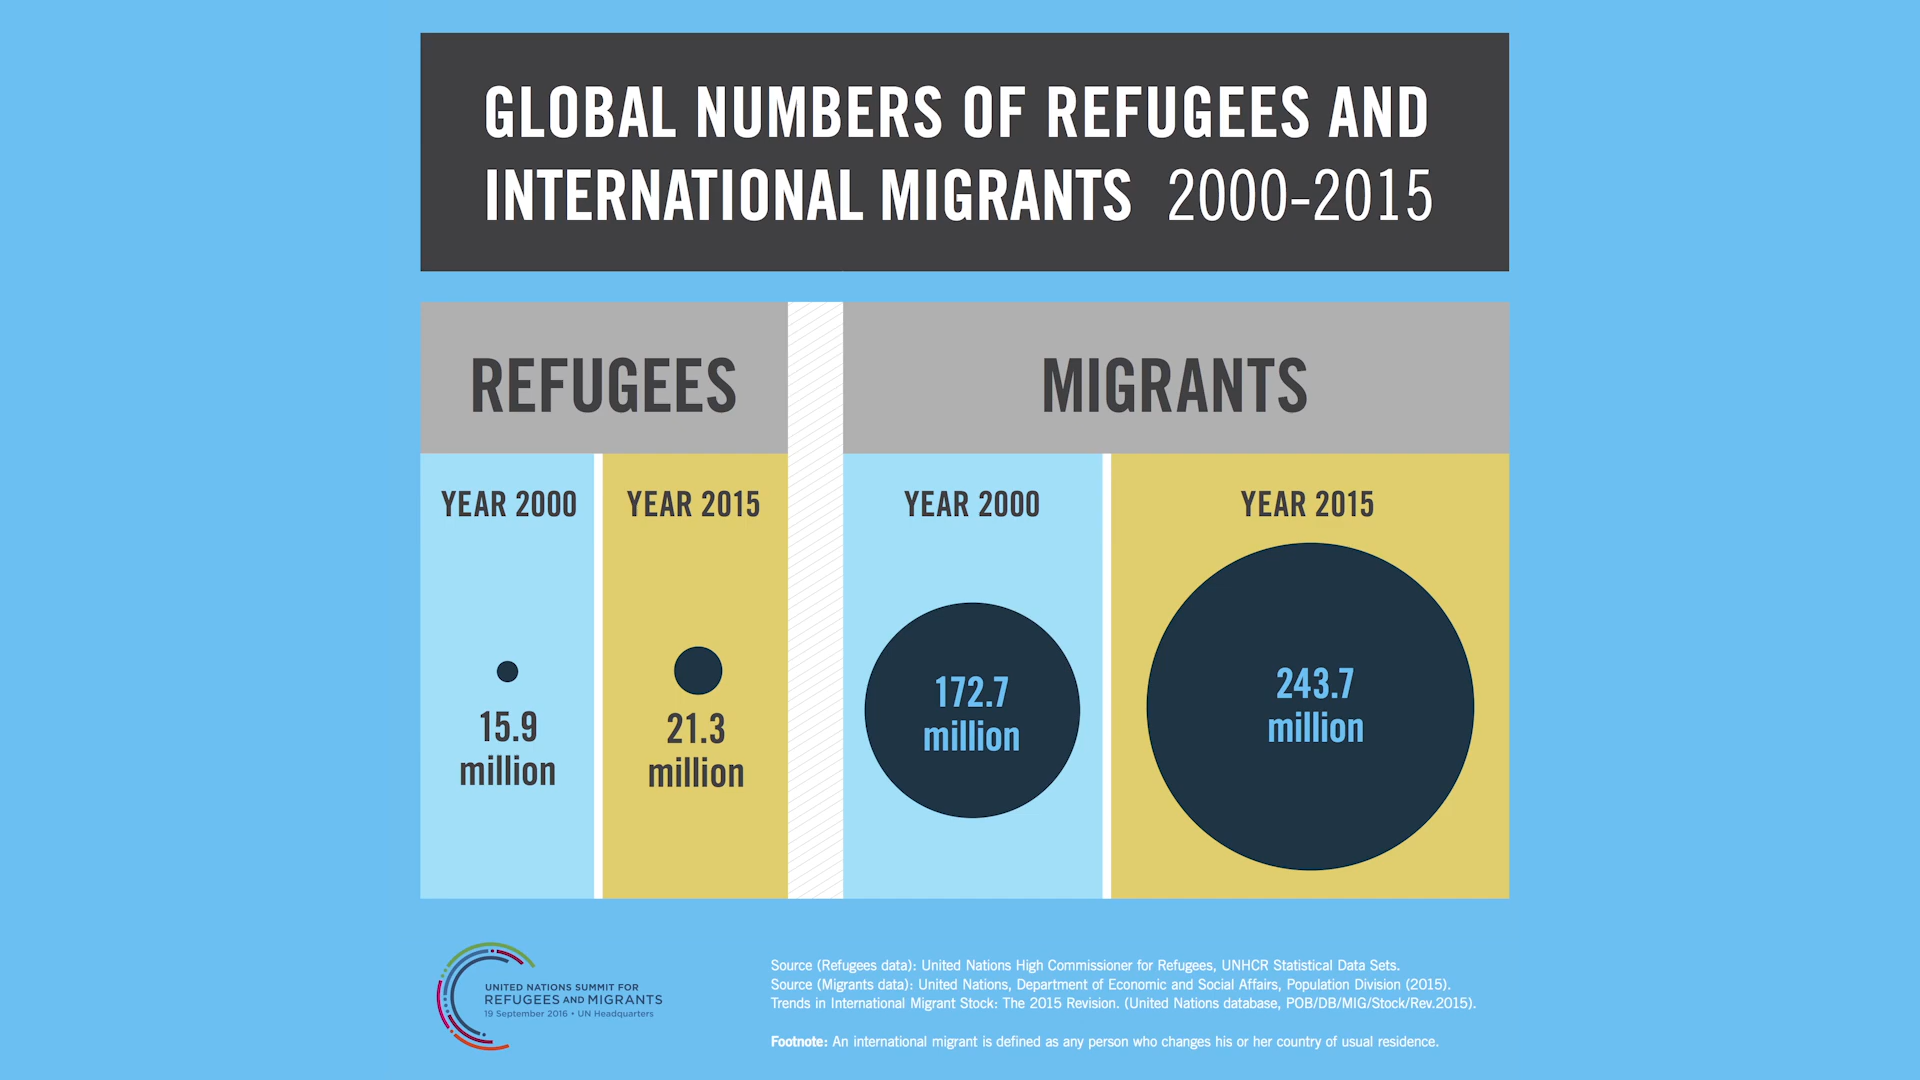 GLOBAL NUMBERS OF REFUGEES AND
INTERNATIONAL MIGRANTS 2000-2015
REFUGEES
MIGRANTS
YEAR 2000
YEAR 2015
YEAR 2000
YEAR 2015
15.9
million
21.3
million
172.7
million
243.7
million
UNITED NATIONS SUMMIT FOR
REFUGEES AND MIGRANTS
19 September 2016 • UN Headquarters
Source (Refugees data): United Nations High Commissioner for Refugees, UNHCR Statistical Data Sets.
Source (Migrants data): United Nations, Department of Economic and Social Affairs, Population Division (2015).
Trends in International Migrant Stock: The 2015 Revision. (United Nations database, POB/DB/MIG/Stock/Rev.2015).
Footnote: An international migrant is defined as any person who changes his or her country of usual residence.